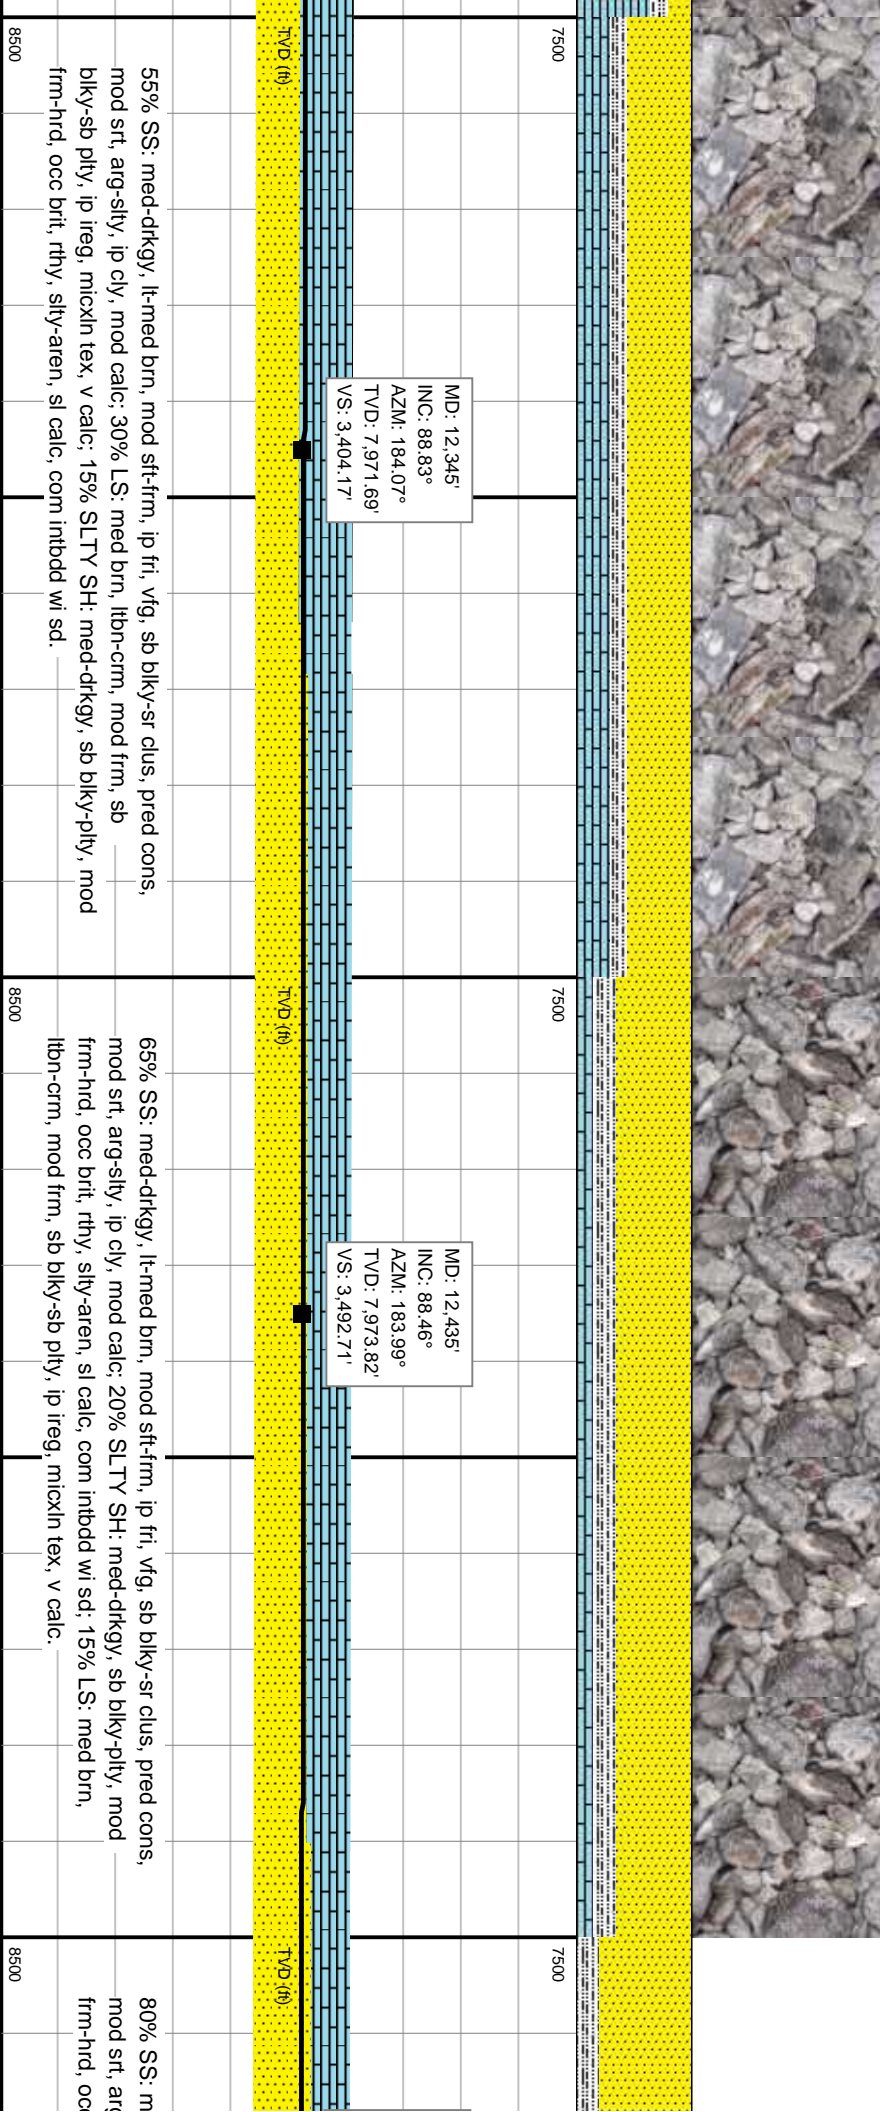 7500
TVD (ft)
8500
55% SS: med-drkgy, lt-med brn, mod sft-frm, ip fri, vfg, sb blky-sr clus, pred cons,
mod srt, arg-slty, ip cly, mod calc; 30% LS: med brn, ltbn-crm, mod frm, sb
blky-sb plty, ip ireg, micxln tex, v calc; 15% SLTY SH: med-drkgy, sb blky-plty, mod
frm-hrd, occ brit, rthy, slty-aren, sl calc, com intbdd wi sd.
MD: 12,345'
INC: 88.83°
AZM: 184.07°
TVD: 7,971.69'
VS: 3,404.17'
7500
TVD (ft)
8500
65% SS: med-drkgy, lt-med brn, mod sft-frm, ip fri, vfg, sb blky-sr clus, pred cons,
mod srt, arg-slty, ip cly, mod calc; 20% SLTY SH: med-drkgy, sb blky-plty, mod
frm-hrd, occ brit, rthy, slty-aren, sl calc, com intbdd wi sd; 15% LS: med brn,
ltbn-crm, mod frm, sb blky-sb plty, ip ireg, micxln tex, v calc.
MD: 12,435'
INC: 88.46°
AZM: 183.99°
TVD: 7,973.82'
VS: 3,492.71'
7500
TVD (ft)
8500
80% SS: m
mod srt, arg
frm-hrd, occ